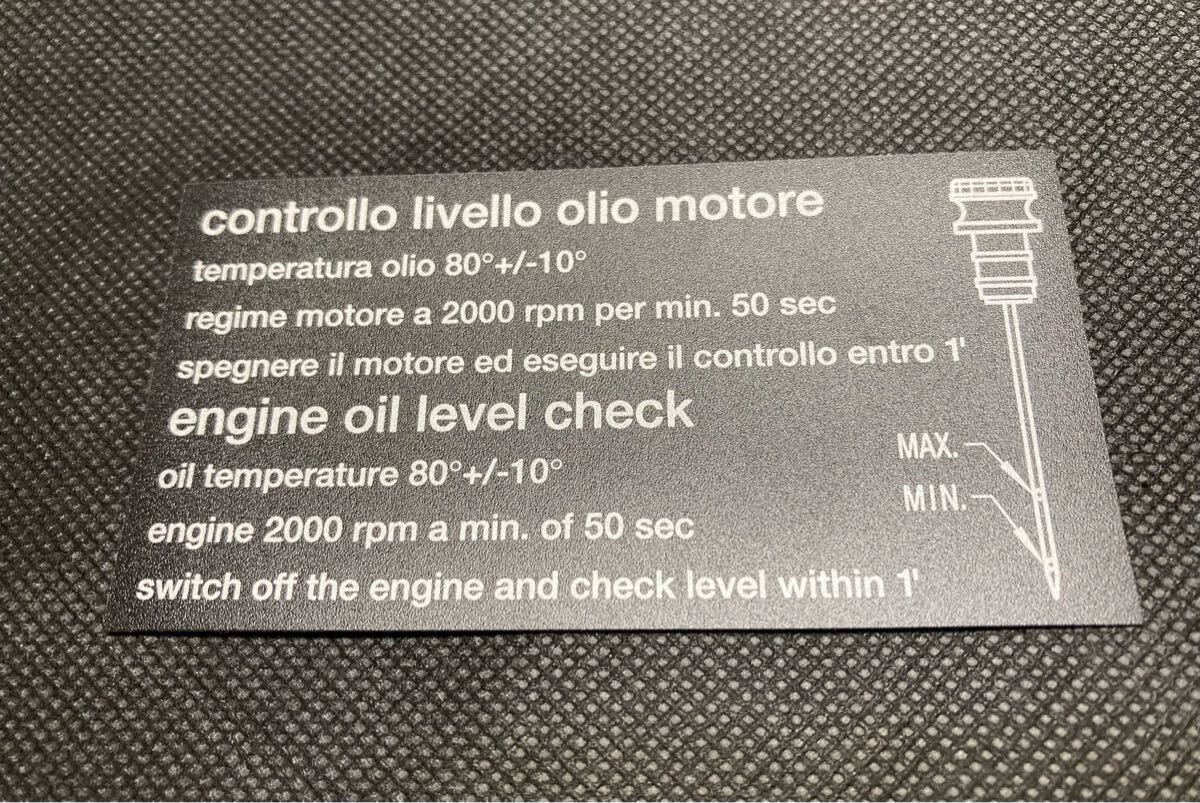 controllo livello olio motore
temperatura olio 80°+/-10°
regime motore a 2000 rpm per min. 50 sec
spegnere il motore ed eseguire il controllo entro 1'
engine oil level check
oil temperature 80°+/-10°
engine 2000 rpm a min. of 50 sec
switch off the engine and check level within 1'
MAX.
MIN.